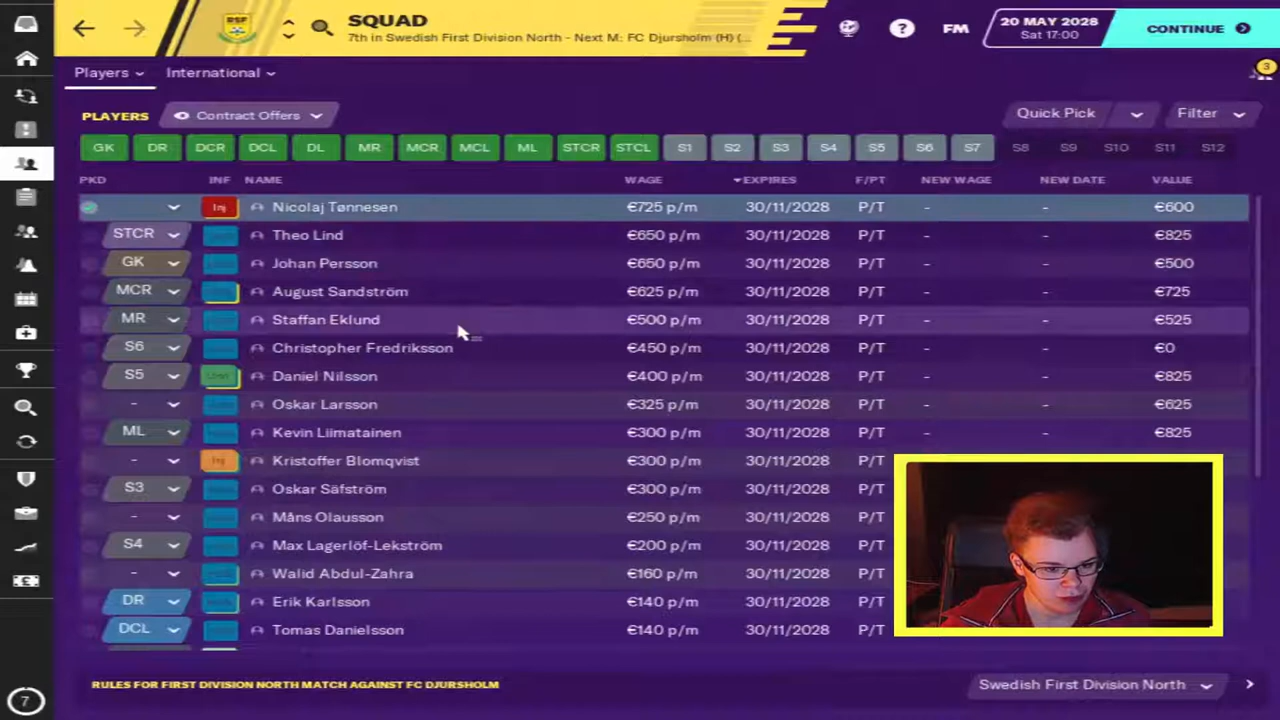 RSF
SQUAD
7th in Swedish First Division North - Next M: FC Djursholm (H) (...
FM
20 MAY 2028
Sat 17:00
CONTINUE
Players
International
3
PLAYERS
Contract Offers
Quick Pick
Filter
GK DR DCR DCL DL MR MCR MCL ML STCR STCL S1 S2 S3 S4 S5 S6 S7 S8 S9 S10 S11 S12
PKD INF NAME WAGE EXPIRES F/PT NEW WAGE NEW DATE VALUE
Inj Nicolaj Tønnesen €725 p/m 30/11/2028 P/T - - €600
STCR Theo Lind €650 p/m 30/11/2028 P/T - - €825
GK Johan Persson €650 p/m 30/11/2028 P/T - - €500
MCR August Sandström €625 p/m 30/11/2028 P/T - - €725
MR Staffan Eklund €500 p/m 30/11/2028 P/T - - €525
S6 Christopher Fredriksson €450 p/m 30/11/2028 P/T - - €0
S5 Daniel Nilsson €400 p/m 30/11/2028 P/T - - €825
- Oskar Larsson €325 p/m 30/11/2028 P/T - - €625
ML Kevin Liimatainen €300 p/m 30/11/2028 P/T - - €825
- Inj Kristoffer Blomqvist €300 p/m 30/11/2028 P/T
S3 Oskar Säfström €300 p/m 30/11/2028 P/T
- Måns Olausson €250 p/m 30/11/2028 P/T
S4 Max Lagerlöf-Lekström €200 p/m 30/11/2028 P/T
- Walid Abdul-Zahra €160 p/m 30/11/2028 P/T
DR Erik Karlsson €140 p/m 30/11/2028 P/T
DCL Tomas Danielsson €140 p/m 30/11/2028 P/T
RULES FOR FIRST DIVISION NORTH MATCH AGAINST FC DJURSHOLM
Swedish First Division North
7